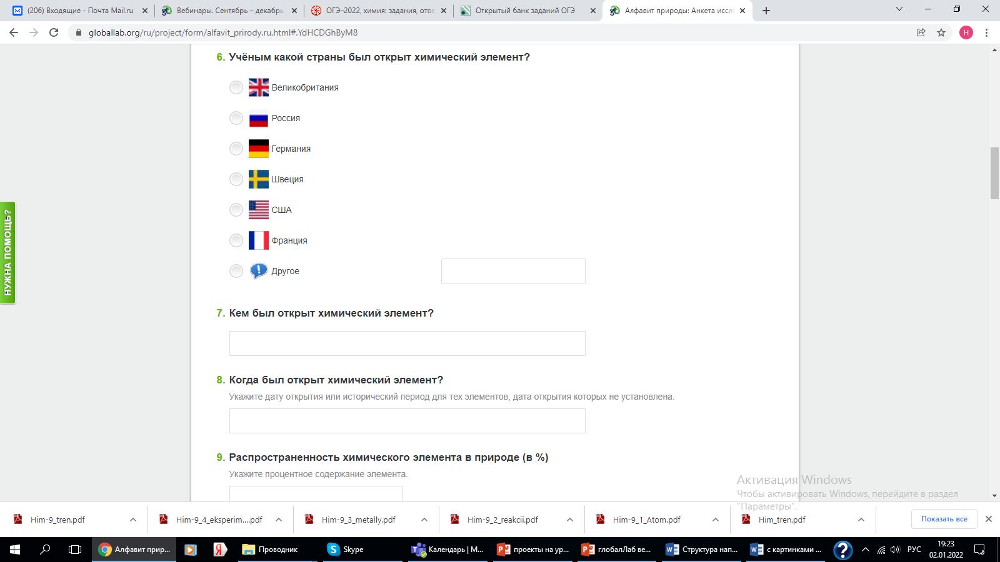 (206) Входящие - Почта Mail.ru
Вебинары. Сентябрь – декабрь
ОГЭ–2022, химия: задания, отве
Открытый банк заданий ОГЭ
Алфавит природы: Анкета иссле
globallab.org/ru/project/form/alfavit_prirody.ru.html#.YdHCDGhByM8
Н
6. Учёным какой страны был открыт химический элемент?
Великобритания
Россия
Германия
Швеция
США
Франция
Другое
НУЖНА ПОМОЩЬ?
7. Кем был открыт химический элемент?
8. Когда был открыт химический элемент?
Укажите дату открытия или исторический период для тех элементов, дата открытия которых не установлена.
9. Распространенность химического элемента в природе (в %)
Укажите процентное содержание элемента.
Активация Windows
Чтобы активировать Windows, перейдите в раздел
"Параметры".
Him-9_tren.pdf
Him-9_4_eksperim....pdf
Him-9_3_metally.pdf
Him-9_2_reakcii.pdf
Him-9_1_Atom.pdf
Him_tren.pdf
Показать все
Алфавит прир...
Проводник
Skype
Календарь | М...
проекты на ур...
глобалЛаб ве...
Структура нап...
с картинками ...
РУС
19:23
02.01.2022